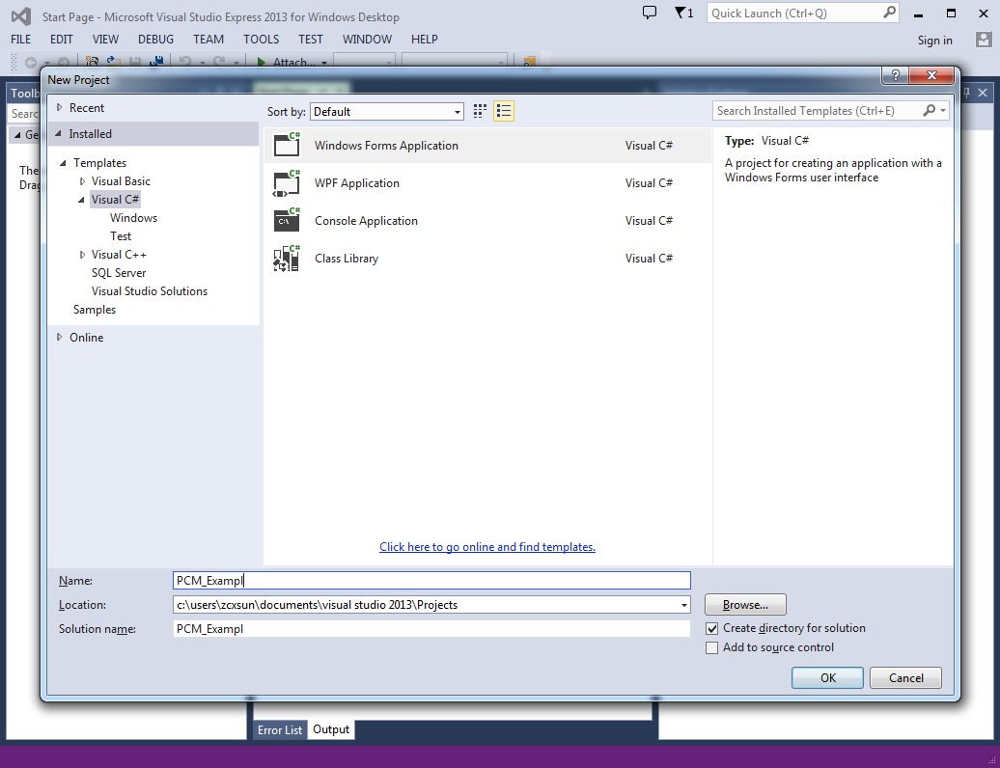 Start Page - Microsoft Visual Studio Express 2013 for Windows Desktop
1
Quick Launch (Ctrl+Q)
FILE EDIT VIEW DEBUG TEAM TOOLS TEST WINDOW HELP
Sign in
Attach...
New Project
Toolb
Recent
Sort by: Default
Search Installed Templates (Ctrl+E)
Searc
Installed
Ge
Templates
Visual Basic
Visual C#
Windows
Test
Visual C++
SQL Server
Visual Studio Solutions
Samples
Online
The
Drag
Windows Forms Application Visual C#
WPF Application Visual C#
Console Application Visual C#
Class Library Visual C#
Type: Visual C#
A project for creating an application with a
Windows Forms user interface
Click here to go online and find templates.
Name: PCM_Exampl
Location: c:\users\zcxsun\documents\visual studio 2013\Projects
Browse...
Solution name: PCM_Exampl
Create directory for solution
Add to source control
OK Cancel
Error List Output